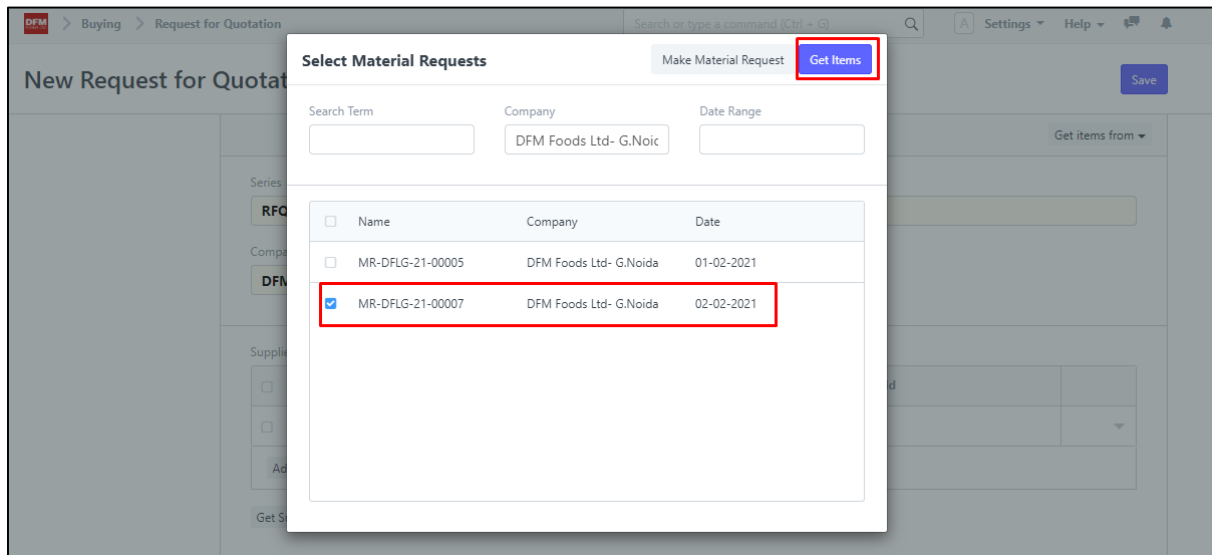 DFM > Buying > Request for Quotation Search or type a command (Ctrl + G) A Settings Help
New Request for Quotat Save
Select Material Requests Make Material Request Get Items
Search Term Company Date Range
DFM Foods Ltd- G.Noic
Get items from
Series
RFQ
Name Company Date
Compa
MR-DFLG-21-00005 DFM Foods Ltd- G.Noida 01-02-2021
DFM
MR-DFLG-21-00007 DFM Foods Ltd- G.Noida 02-02-2021
Supplie
d
Ad
Get Su